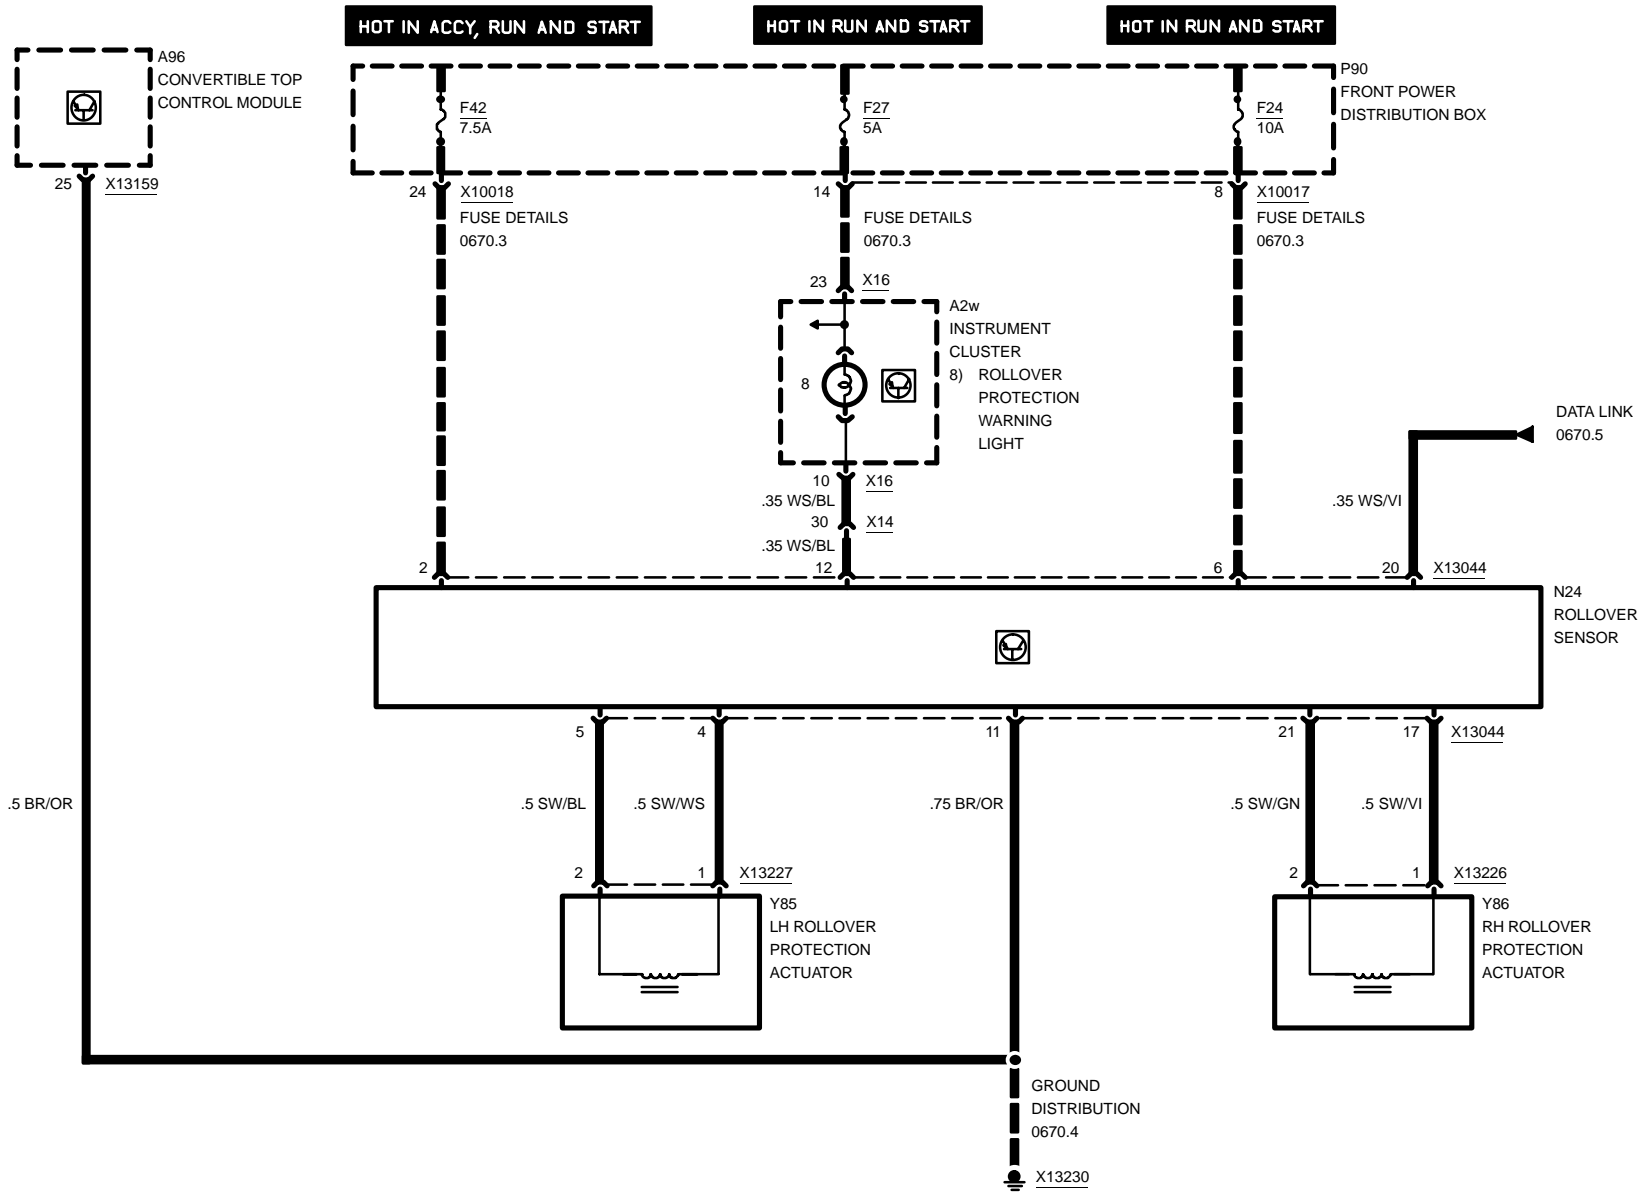 HOT IN ACCY, RUN AND START
HOT IN RUN AND START
HOT IN RUN AND START
A96
CONVERTIBLE TOP
CONTROL MODULE
P90
FRONT POWER
DISTRIBUTION BOX
F42
7.5A
F27
5A
F24
10A
25 X13159
24 X10018
FUSE DETAILS
0670.3
14
FUSE DETAILS
0670.3
8 X10017
FUSE DETAILS
0670.3
23 X16
A2w
INSTRUMENT
CLUSTER
8) ROLLOVER
PROTECTION
WARNING
LIGHT
8
DATA LINK
0670.5
10 X16
.35 WS/BL
30 X14
.35 WS/BL
.35 WS/VI
2
12
6
20 X13044
N24
ROLLOVER
SENSOR
5
4
11
21
17 X13044
.5 BR/OR
.5 SW/BL
.5 SW/WS
.75 BR/OR
.5 SW/GN
.5 SW/VI
2
1 X13227
2
1 X13226
Y85
LH ROLLOVER
PROTECTION
ACTUATOR
Y86
RH ROLLOVER
PROTECTION
ACTUATOR
GROUND
DISTRIBUTION
0670.4
X13230